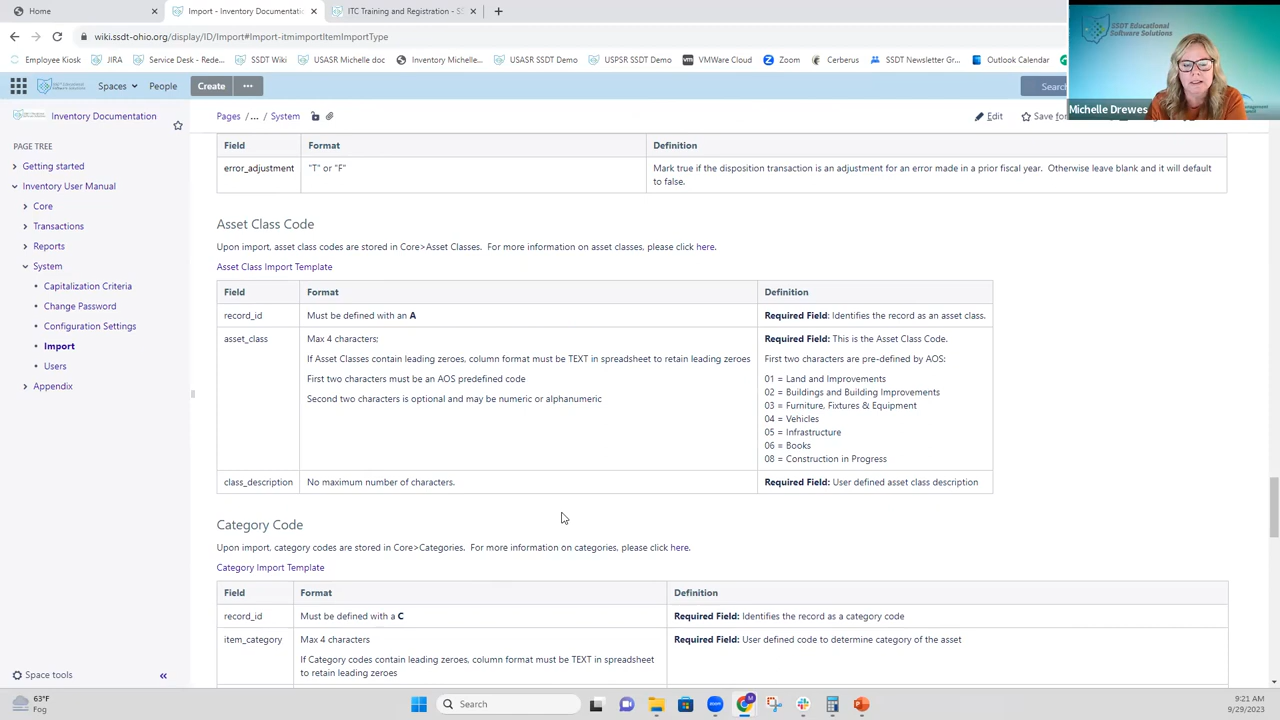 Home
Import - Inventory Documentatio
ITC Training and Registration - SS
wiki.ssdt-ohio.org/display/ID/Import#Import-itmimportItemImportType
Employee Kiosk
JIRA
Service Desk - Rede...
SSDT Wiki
USASR Michelle doc
Inventory Michelle...
USASR SSDT Demo
USPSR SSDT Demo
VMWare Cloud
Zoom
Cerberus
SSDT Newsletter Gr...
Outlook Calendar
SSDT Educational
Software Solutions
Michelle Drewes
Spaces
People
Create
Searc
Inventory Documentation
PAGE TREE
Getting started
Inventory User Manual
Core
Transactions
Reports
System
Capitalization Criteria
Change Password
Configuration Settings
Import
Users
Appendix
Space tools
Pages /... / System
Edit
Save fo
Field Format Definition
error_adjustment "T" or "F" Mark true if the disposition transaction is an adjustment for an error made in a prior fiscal year. Otherwise leave blank and it will default
to false.
Asset Class Code
Upon import, asset class codes are stored in Core>Asset Classes. For more information on asset classes, please click here.
Asset Class Import Template
Field Format Definition
record_id Must be defined with an A Required Field: Identifies the record as an asset class.
asset_class Max 4 characters; Required Field: This is the Asset Class Code.
If Asset Classes contain leading zeroes, column format must be TEXT in spreadsheet to retain leading zeroes First two characters are pre-defined by AOS:
First two characters must be an AOS predefined code 01 = Land and Improvements
02 = Buildings and Building Improvements
Second two characters is optional and may be numeric or alphanumeric 03 = Furniture, Fixtures & Equipment
04 = Vehicles
05 = Infrastructure
06 = Books
08 = Construction in Progress
class_description No maximum number of characters. Required Field: User defined asset class description
Category Code
Upon import, category codes are stored in Core>Categories. For more information on categories, please click here.
Category Import Template
Field Format Definition
record_id Must be defined with a C Required Field: Identifies the record as a category code
item_category Max 4 characters Required Field: User defined code to determine category of the asset
If Category codes contain leading zeroes, column format must be TEXT in spreadsheet
to retain leading zeroes
63°F
Fog
Search
9:21 AM
9/29/2023